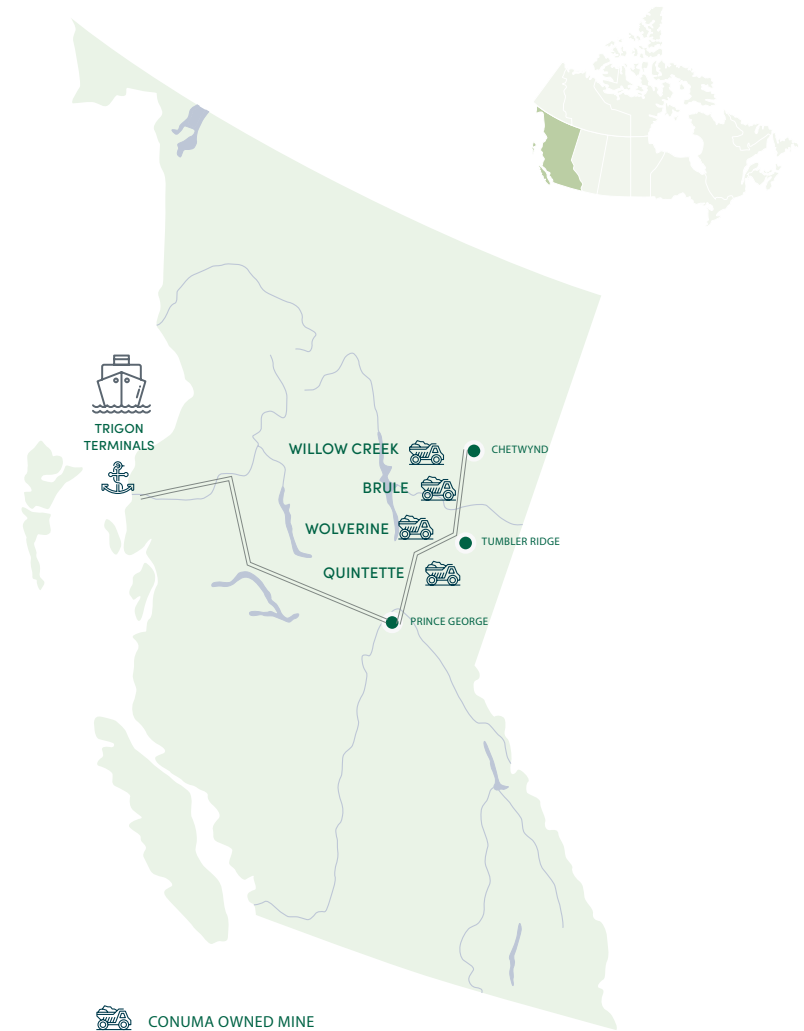 TRIGON
TERMINALS
WILLOW CREEK
CHETWYND
BRULE
WOLVERINE
TUMBLER RIDGE
QUINTETTE
PRINCE GEORGE
CONUMA OWNED MINE